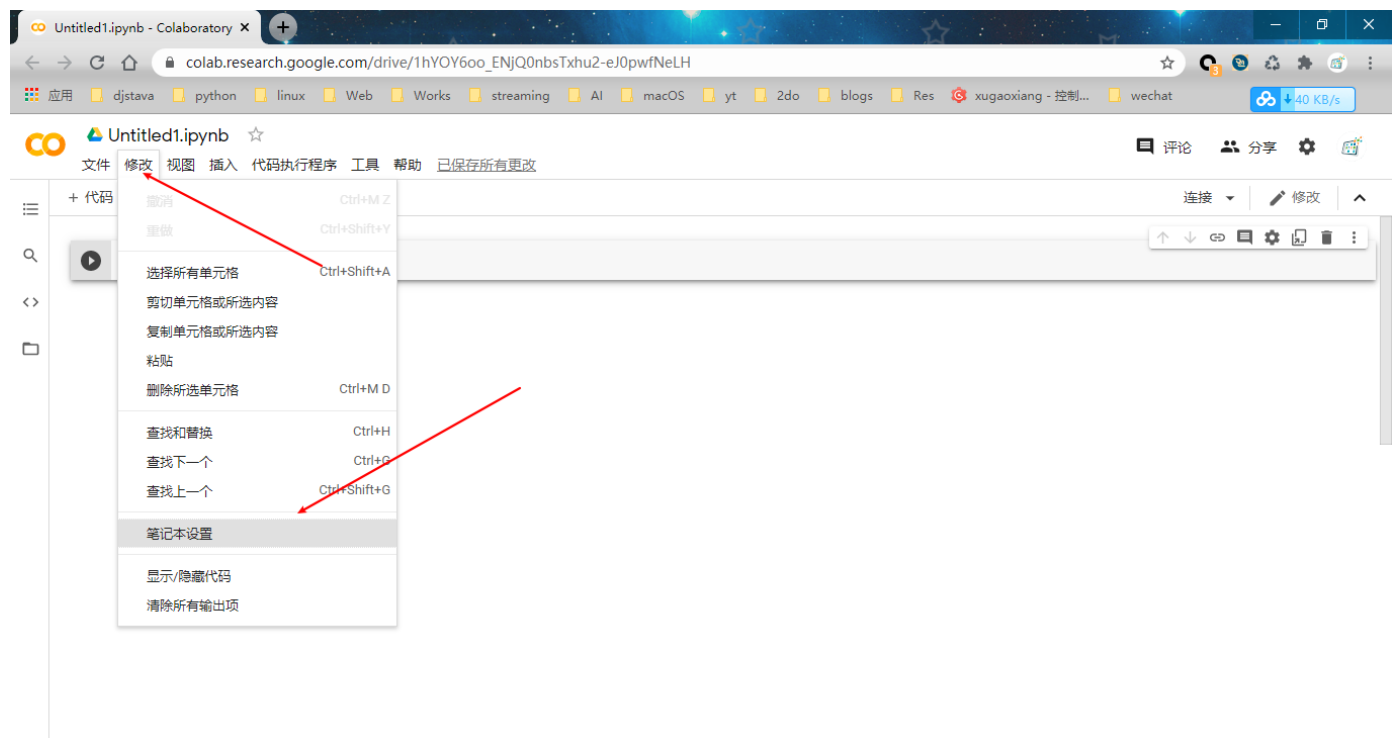 Untitled1.ipynb - Colaboratory
colab.research.google.com/drive/1hYOY6oo_ENjQ0nbsTxhu2-eJ0pwfNeLH
应用 djstava python linux Web Works streaming AI macOS yt 2do blogs Res xugaoxiang - 控制... wechat 40 KB/s
Untitled1.ipynb
评论 分享
文件 修改 视图 插入 代码执行程序 工具 帮助 已保存所有更改
+ 代码 连接 修改
撤消 Ctrl+M Z
重做 Ctrl+Shift+Y
选择所有单元格 Ctrl+Shift+A
剪切单元格或所选内容
复制单元格或所选内容
粘贴
删除所选单元格 Ctrl+M D
查找和替换 Ctrl+H
查找下一个 Ctrl+G
查找上一个 Ctrl+Shift+G
笔记本设置
显示/隐藏代码
清除所有输出项